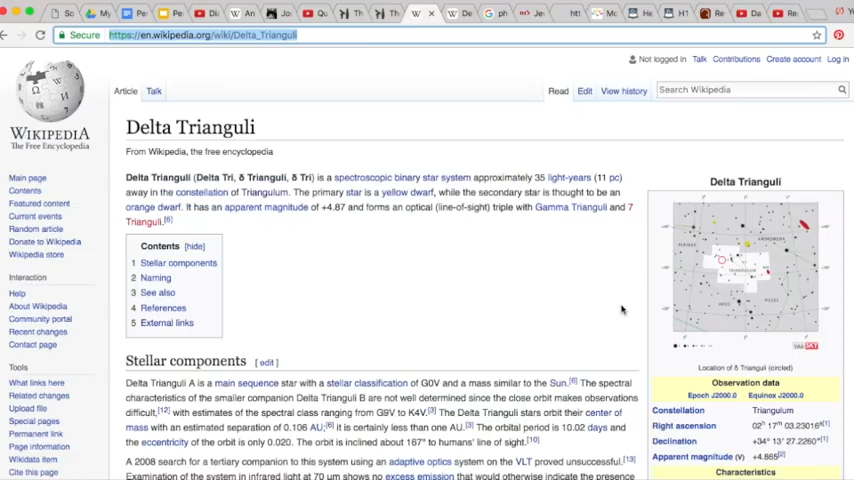 Secure
https://en.wikipedia.org/wiki/Delta_Trianguli
Not logged in Talk Contributions Create account Log in
Article Talk
Read Edit View history
Search Wikipedia
WIKIPEDIA
The Free Encyclopedia
Delta Trianguli
From Wikipedia, the free encyclopedia
Main page
Contents
Featured content
Current events
Random article
Donate to Wikipedia
Wikipedia store
Interaction
Help
About Wikipedia
Community portal
Recent changes
Contact page
Tools
What links here
Related changes
Upload file
Special pages
Permanent link
Page information
Wikidata item
Cite this page
Delta Trianguli (Delta Tri, δ Trianguli, δ Tri) is a spectroscopic binary star system approximately 35 light-years (11 pc)
away in the constellation of Triangulum. The primary star is a yellow dwarf, while the secondary star is thought to be an
orange dwarf. It has an apparent magnitude of +4.87 and forms an optical (line-of-sight) triple with Gamma Trianguli and 7
Trianguli.[6]
Contents [hide]
1 Stellar components
2 Naming
3 See also
4 References
5 External links
Stellar components [ edit ]
Delta Trianguli A is a main sequence star with a stellar classification of G0V and a mass similar to the Sun.[6] The spectral
characteristics of the smaller companion Delta Trianguli B are not well determined since the close orbit makes observations
difficult,[12] with estimates of the spectral class ranging from G9V to K4V.[3] The Delta Trianguli stars orbit their center of
mass with an estimated separation of 0.106 AU;[6] it is certainly less than one AU.[3] The orbital period is 10.02 days and
the eccentricity of the orbit is only 0.020. The orbit is inclined about 167° to humans' line of sight.[10]
A 2008 search for a tertiary companion to this system using an adaptive optics system on the VLT proved unsuccessful.[13]
Examination of the system in infrared light at 70 μm shows no excess emission that would otherwise indicate the presence
Delta Trianguli
ANDROMEDA
TRIANGULUM
ARIES
Location of δ Trianguli (circled)
Observation data
Epoch J2000.0 Equinox J2000.0
Constellation Triangulum
Right ascension 02h 17m 03.23016s[1]
Declination +34° 13′ 27.2260″[1]
Apparent magnitude (V) +4.865[2]
Characteristics